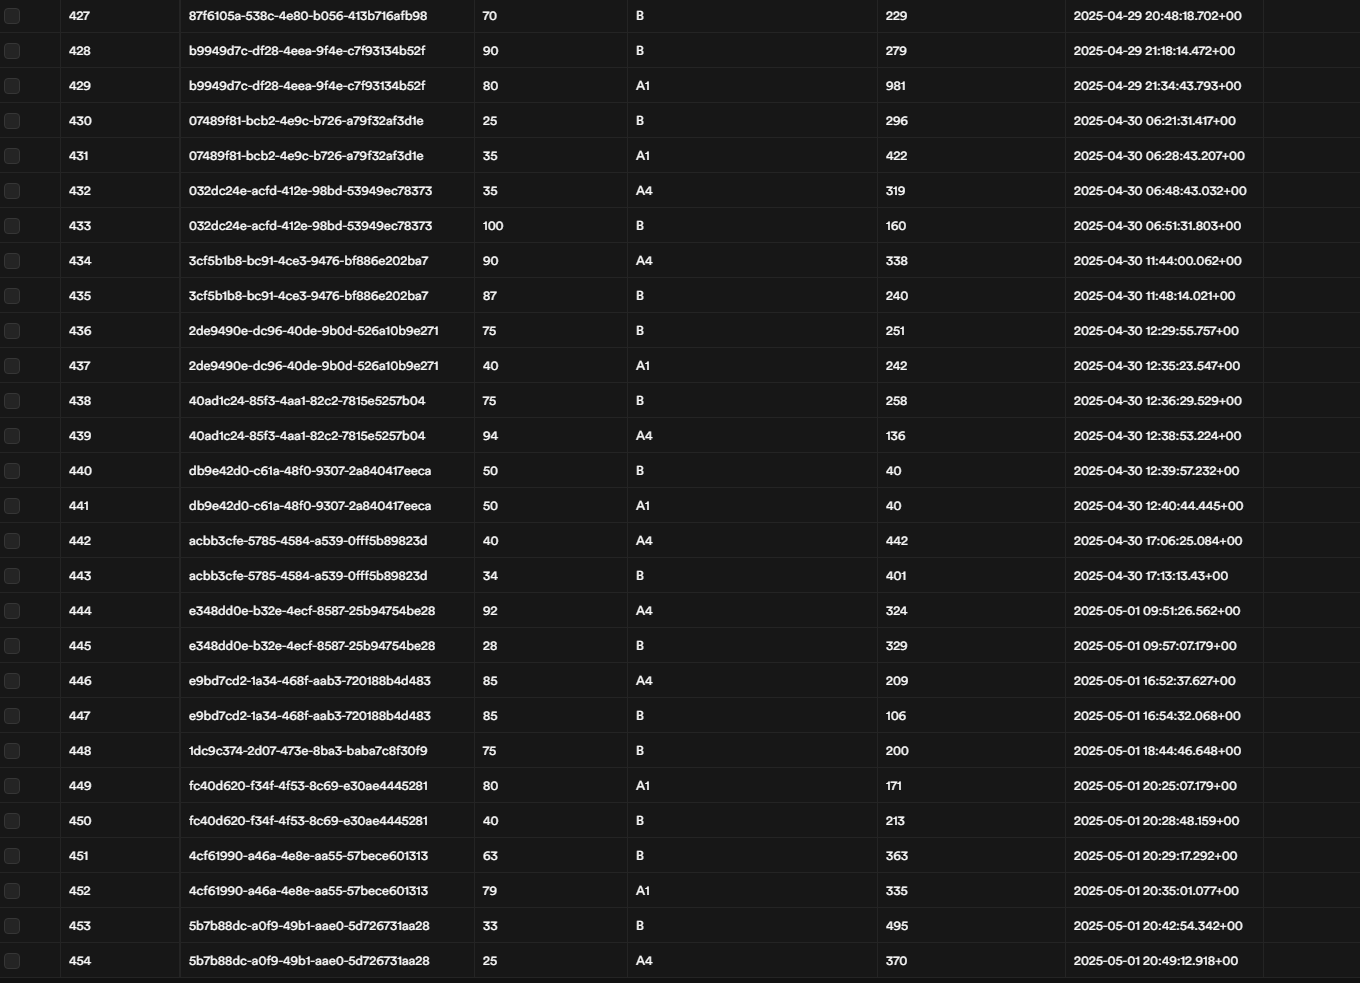 427 87f6105a-538c-4e80-b056-413b716afb98 70 B 229 2025-04-29 20:48:18.702+00
428 b9949d7c-df28-4eea-9f4e-c7f93134b52f 90 B 279 2025-04-29 21:18:14.472+00
429 b9949d7c-df28-4eea-9f4e-c7f93134b52f 80 A1 981 2025-04-29 21:34:43.793+00
430 07489f81-bcb2-4e9c-b726-a79f32af3d1e 25 B 296 2025-04-30 06:21:31.417+00
431 07489f81-bcb2-4e9c-b726-a79f32af3d1e 35 A1 422 2025-04-30 06:28:43.207+00
432 032dc24e-acfd-412e-98bd-53949ec78373 35 A4 319 2025-04-30 06:48:43.032+00
433 032dc24e-acfd-412e-98bd-53949ec78373 100 B 160 2025-04-30 06:51:31.803+00
434 3cf5b1b8-bc91-4ce3-9476-bf886e202ba7 90 A4 338 2025-04-30 11:44:00.062+00
435 3cf5b1b8-bc91-4ce3-9476-bf886e202ba7 87 B 240 2025-04-30 11:48:14.021+00
436 2de9490e-dc96-40de-9b0d-526a10b9e271 75 B 251 2025-04-30 12:29:55.757+00
437 2de9490e-dc96-40de-9b0d-526a10b9e271 40 A1 242 2025-04-30 12:35:23.547+00
438 40ad1c24-85f3-4aa1-82c2-7815e5257b04 75 B 258 2025-04-30 12:36:29.529+00
439 40ad1c24-85f3-4aa1-82c2-7815e5257b04 94 A4 136 2025-04-30 12:38:53.224+00
440 db9e42d0-c61a-48f0-9307-2a840417eeca 50 B 40 2025-04-30 12:39:57.232+00
441 db9e42d0-c61a-48f0-9307-2a840417eeca 50 A1 40 2025-04-30 12:40:44.445+00
442 acbb3cfe-5785-4584-a539-0fff5b89823d 40 A4 442 2025-04-30 17:06:25.084+00
443 acbb3cfe-5785-4584-a539-0fff5b89823d 34 B 401 2025-04-30 17:13:13.43+00
444 e348dd0e-b32e-4ecf-8587-25b94754be28 92 A4 324 2025-05-01 09:51:26.562+00
445 e348dd0e-b32e-4ecf-8587-25b94754be28 28 B 329 2025-05-01 09:57:07.179+00
446 e9bd7cd2-1a34-468f-aab3-720188b4d483 85 A4 209 2025-05-01 16:52:37.627+00
447 e9bd7cd2-1a34-468f-aab3-720188b4d483 85 B 106 2025-05-01 16:54:32.068+00
448 1dc9c374-2d07-473e-8ba3-baba7c8f30f9 75 B 200 2025-05-01 18:44:46.648+00
449 fc40d620-f34f-4f53-8c69-e30ae4445281 80 A1 171 2025-05-01 20:25:07.179+00
450 fc40d620-f34f-4f53-8c69-e30ae4445281 40 B 213 2025-05-01 20:28:48.159+00
451 4cf61990-a46a-4e8e-aa55-57bece601313 63 B 363 2025-05-01 20:29:17.292+00
452 4cf61990-a46a-4e8e-aa55-57bece601313 79 A1 335 2025-05-01 20:35:01.077+00
453 5b7b88dc-a0f9-49b1-aae0-5d726731aa28 33 B 495 2025-05-01 20:42:54.342+00
454 5b7b88dc-a0f9-49b1-aae0-5d726731aa28 25 A4 370 2025-05-01 20:49:12.918+00